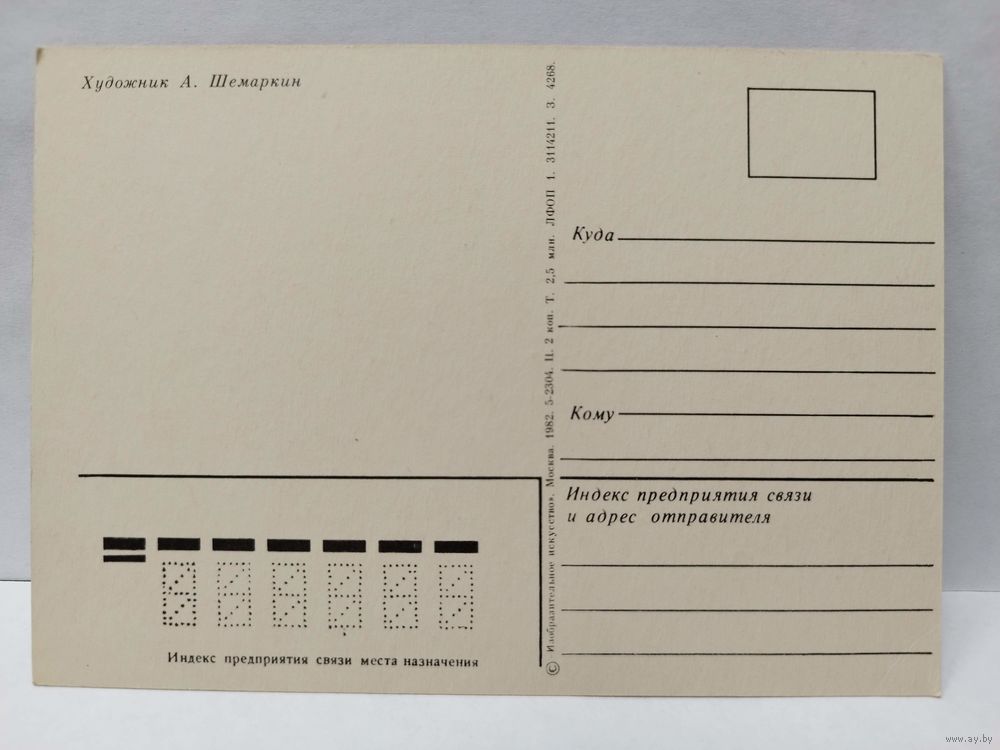 Художник А. Шемаркин
© «Изобразительное искусство». Москва. 1982. 5-2304. Ц. 2 коп. Т. 2,5 млн. ЛФОП 1. 3114211. З. 4268.
Куда
Кому
Индекс предприятия связи
и адрес отправителя
Индекс предприятия связи места назначения
www.ay.by